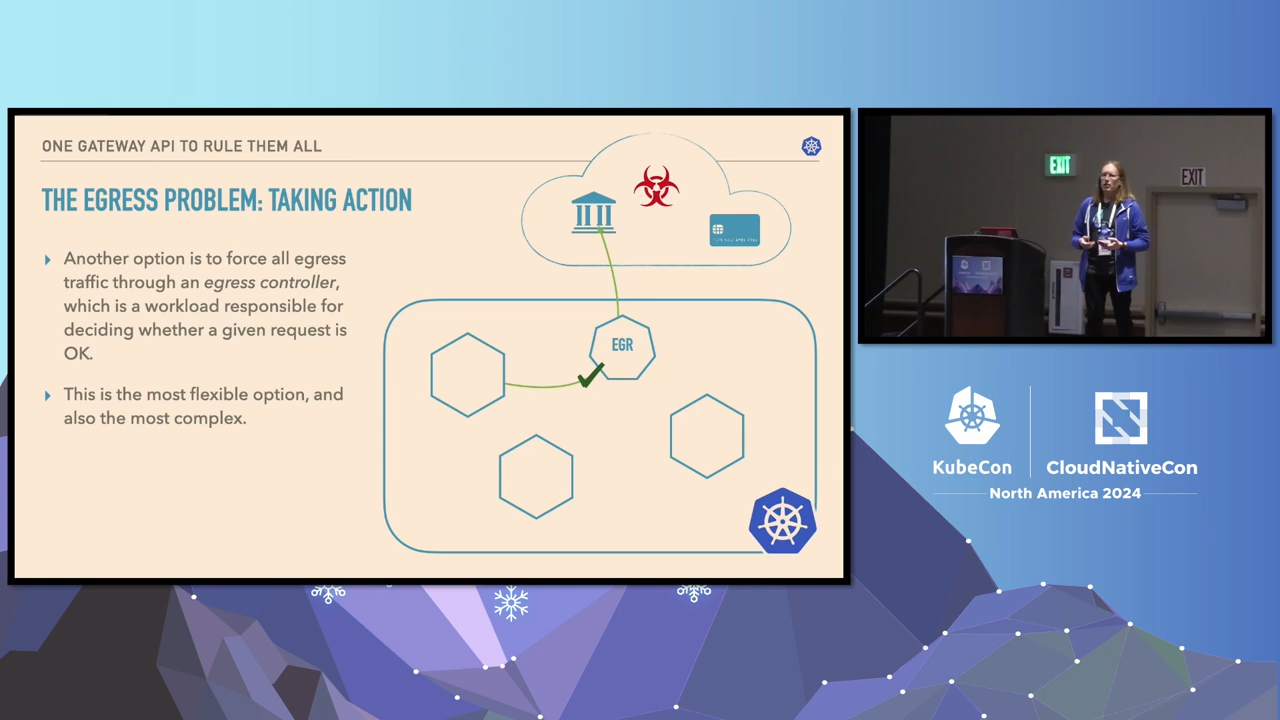 ONE GATEWAY API TO RULE THEM ALL
THE EGRESS PROBLEM: TAKING ACTION
Another option is to force all egress
traffic through an egress controller,
which is a workload responsible for
deciding whether a given request is
OK.
This is the most flexible option, and
also the most complex.
EGR
EXIT
EXIT
KubeCon
CloudNativeCon
North America 2024